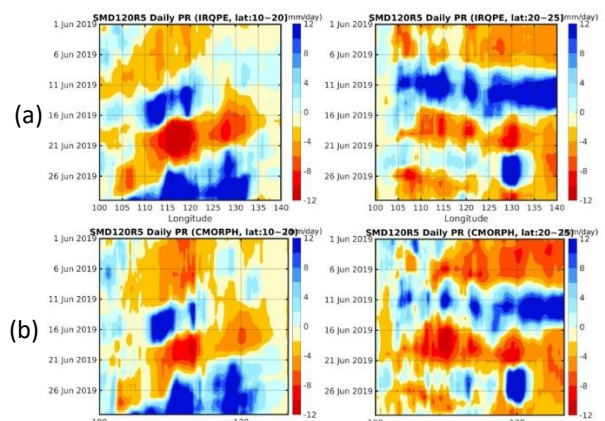 SMD120R5 Daily PR (IRQPE, lat:10~20) (mm/day)
1 Jun 2019
6 Jun 2019
11 Jun 2019
16 Jun 2019
21 Jun 2019
26 Jun 2019
100 105 110 115 120 125 130 135 140
Longitude
12
8
4
0
-4
-8
-12
SMD120R5 Daily PR (IRQPE, lat:20~25) (mm/day)
1 Jun 2019
6 Jun 2019
11 Jun 2019
16 Jun 2019
21 Jun 2019
26 Jun 2019
100 105 110 115 120 125 130 135 140
Longitude
12
8
4
0
-4
-8
-12
(a)
SMD120R5 Daily PR (CMORPH, lat:10~20) (mm/day)
1 Jun 2019
6 Jun 2019
11 Jun 2019
16 Jun 2019
21 Jun 2019
26 Jun 2019
12
8
4
0
-4
-8
-12
SMD120R5 Daily PR (CMORPH, lat:20~25) (mm/day)
1 Jun 2019
6 Jun 2019
11 Jun 2019
16 Jun 2019
21 Jun 2019
26 Jun 2019
12
8
4
0
-4
-8
-12
(b)